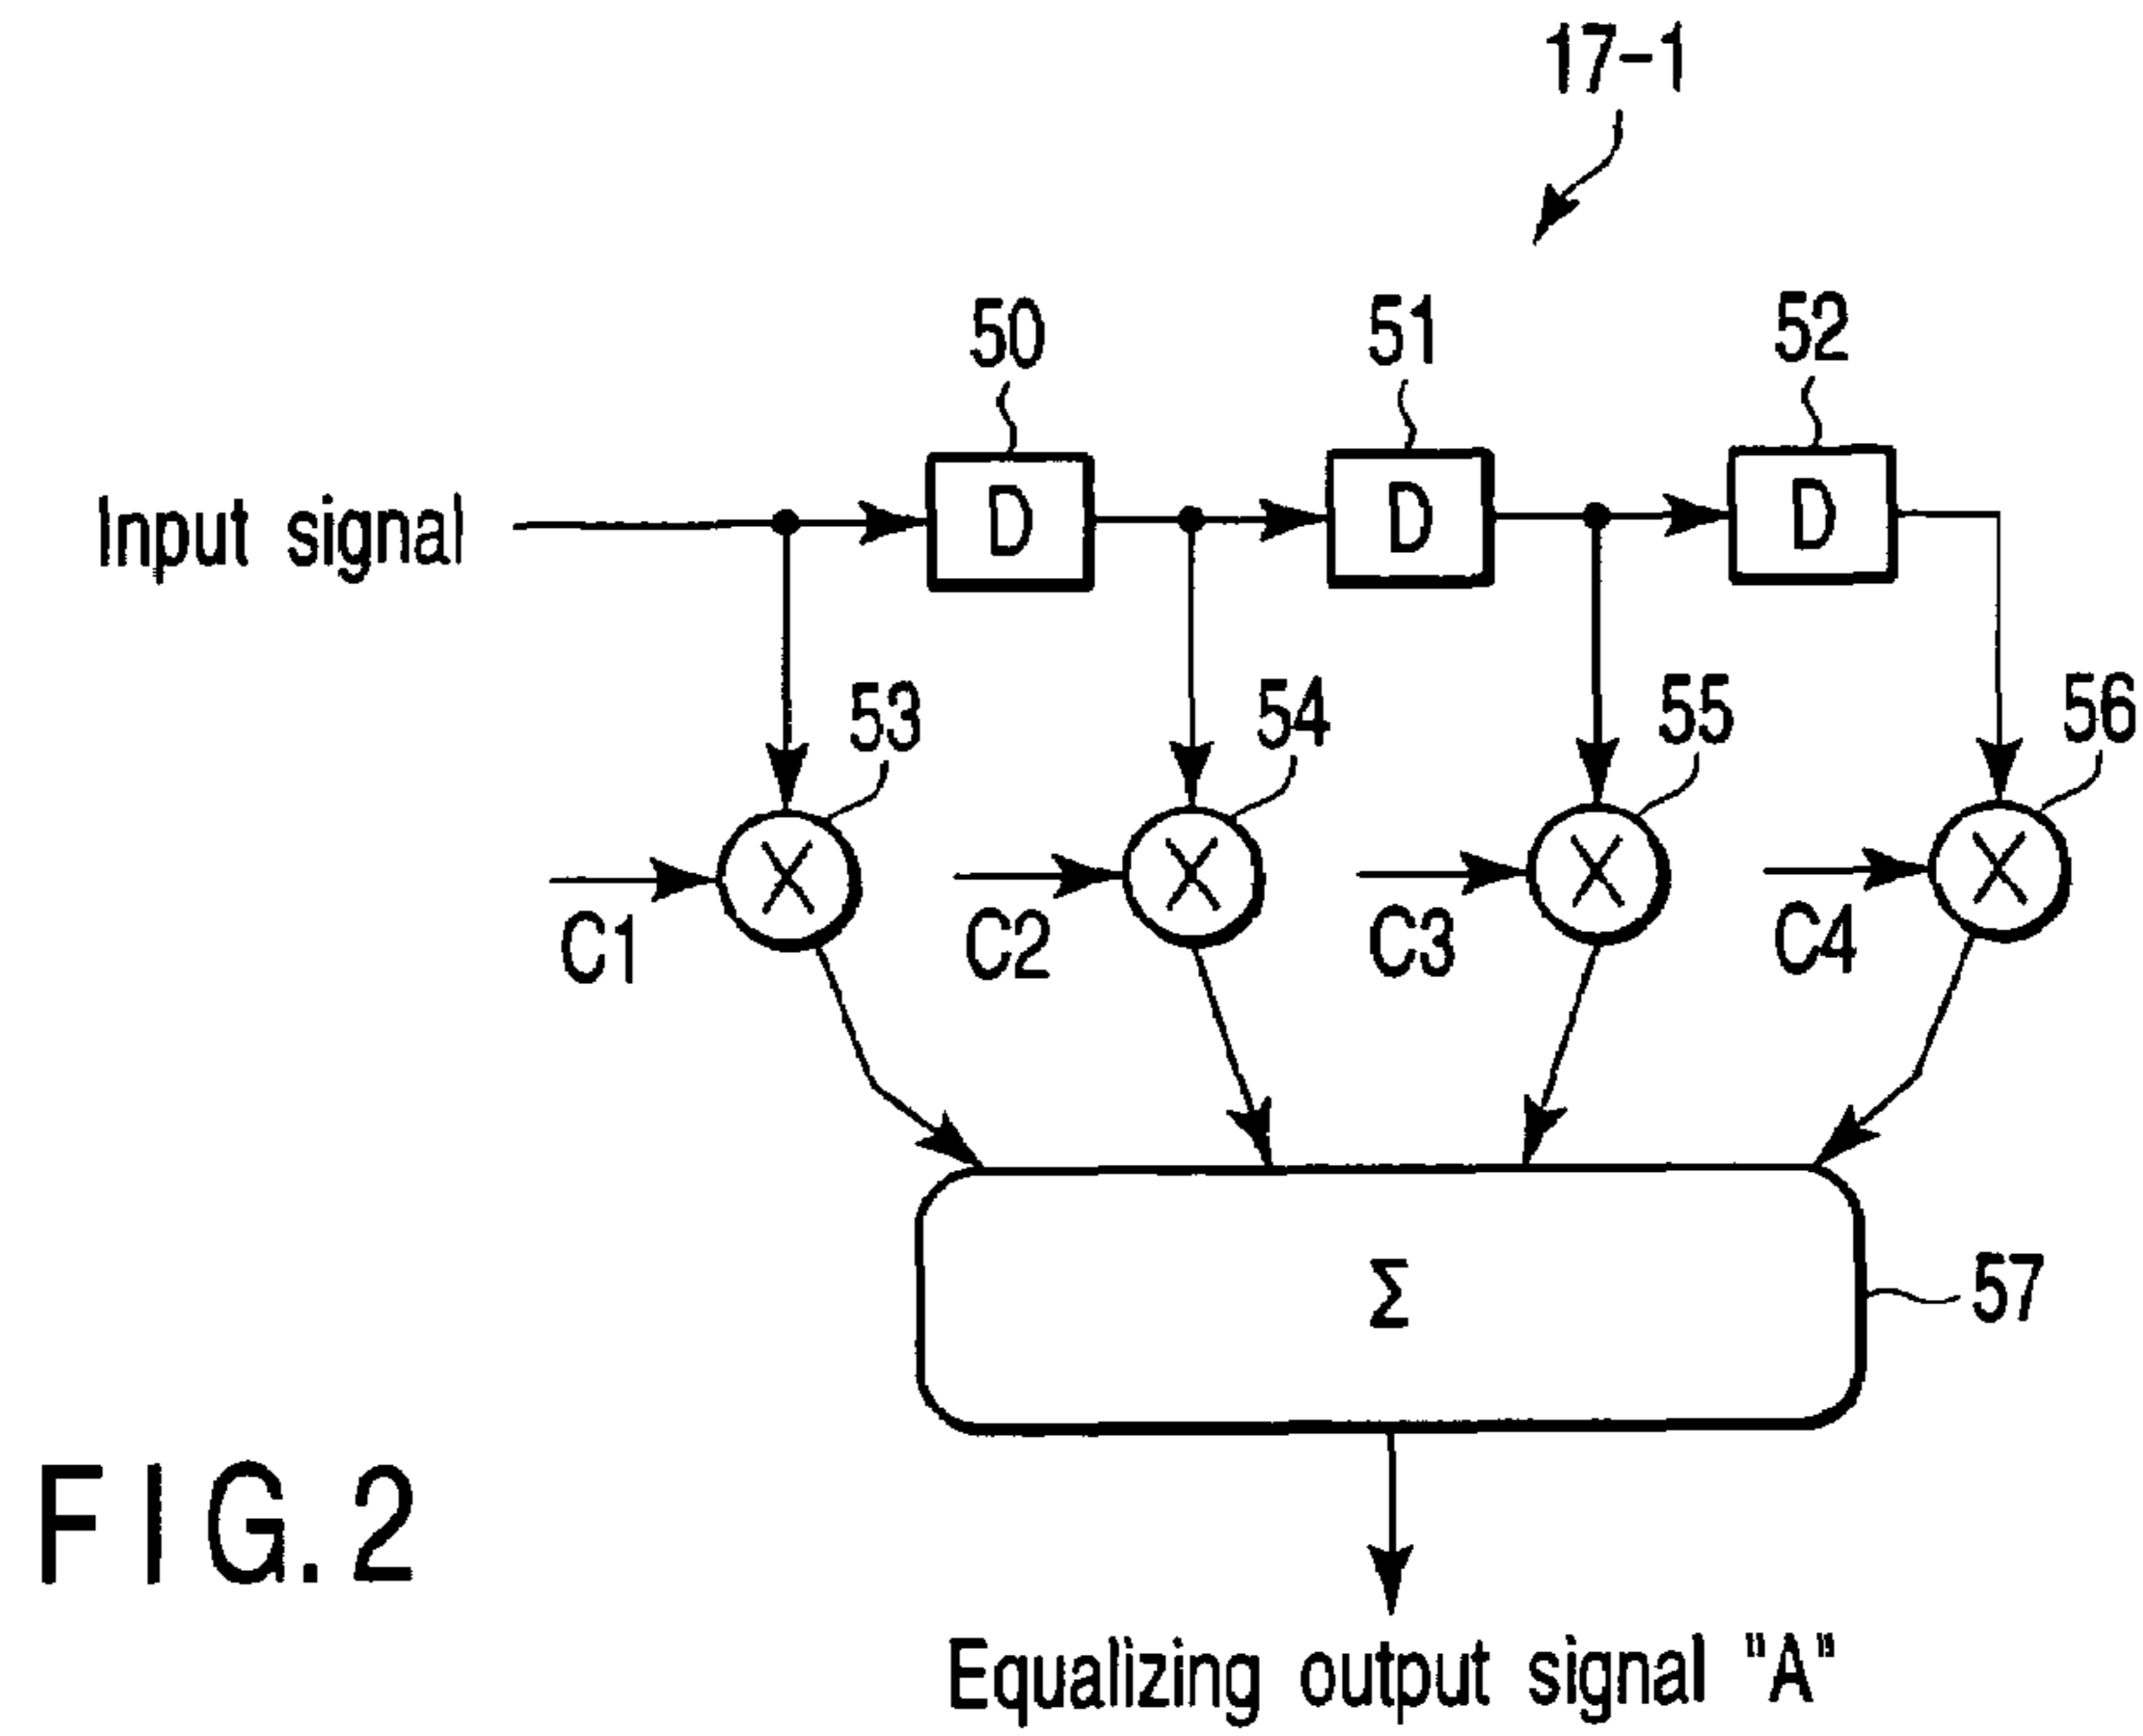 17-1
50
51
52
Input signal
D
D
D
53
54
55
56
X
X
X
X
C1
C2
C3
C4
Σ
57
FIG.2
Equalizing output signal "A"